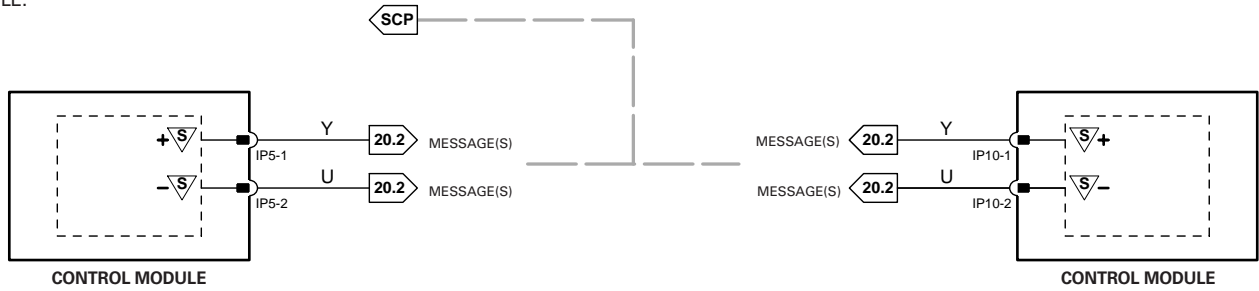 LE:
SCP
+ S Y 20.2 MESSAGE(S)
IP5-1
– S U 20.2 MESSAGE(S)
IP5-2
CONTROL MODULE
MESSAGE(S) 20.2 Y S +
IP10-1
MESSAGE(S) 20.2 U S –
IP10-2
CONTROL MODULE